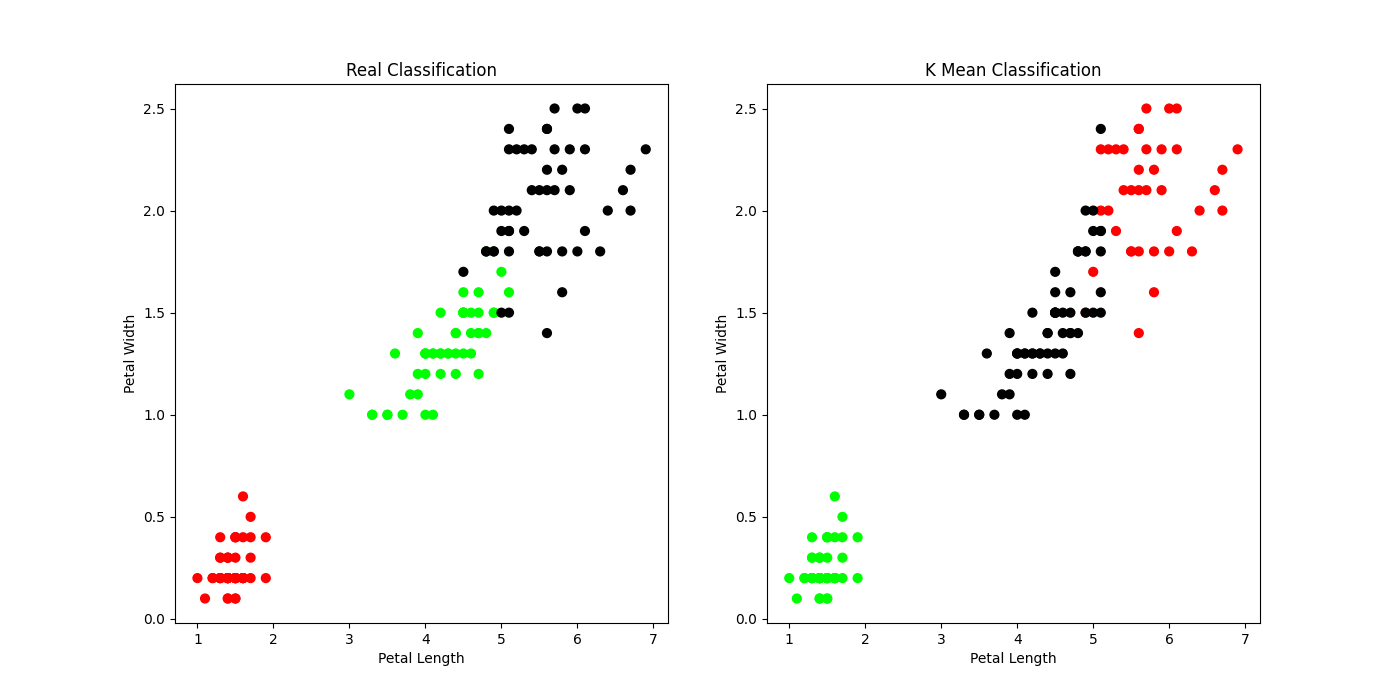 Real Classification
2.5
2.0
1.5
1.0
0.5
0.0
Petal Width
1 2 3 4 5 6 7
Petal Length
K Mean Classification
2.5
2.0
1.5
1.0
0.5
0.0
Petal Width
1 2 3 4 5 6 7
Petal Length